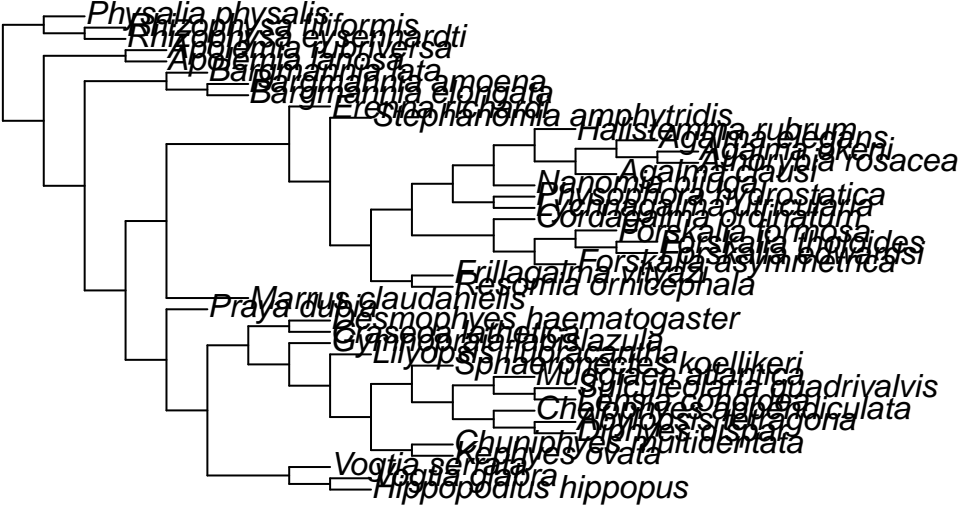 Physalia physalis
Rhizophysa filiformis
Rhizophysa eysenhardti
Apolemia rubriversa
Apolemia lanosa
Bargmannia lata
Bargmannia amoena
Bargmannia elongata
Erenna richardi
Stephanomia amphytridis
Halistemma rubrum
Agalma elegans
Agalma okeni
Athorybia rosacea
Agalma clausi
Nanomia bijuga
Physophora hydrostatica
Lychnagalma utricularia
Cordagalma ordinatum
Forskalia formosa
Forskalia tholoides
Forskalia edwardsi
Forskalia asymmetrica
Frillagalma vityazi
Resomia ornicephala
Marrus claudanielis
Praya dubia
Desmophyes haematogaster
Craseoa lathetica
Gymnopraia lapislazula
Lilyopsis fluoracantha
Sphaeronectes koellikeri
Muggiaea atlantica
Sulculeolaria quadrivalvis
Lensia conoidea
Chelophyes appendiculata
Abylopsis tetragona
Diphyes dispar
Chuniphyes multidentata
Kephyes ovata
Vogtia serrata
Vogtia glabra
Hippopodius hippopus